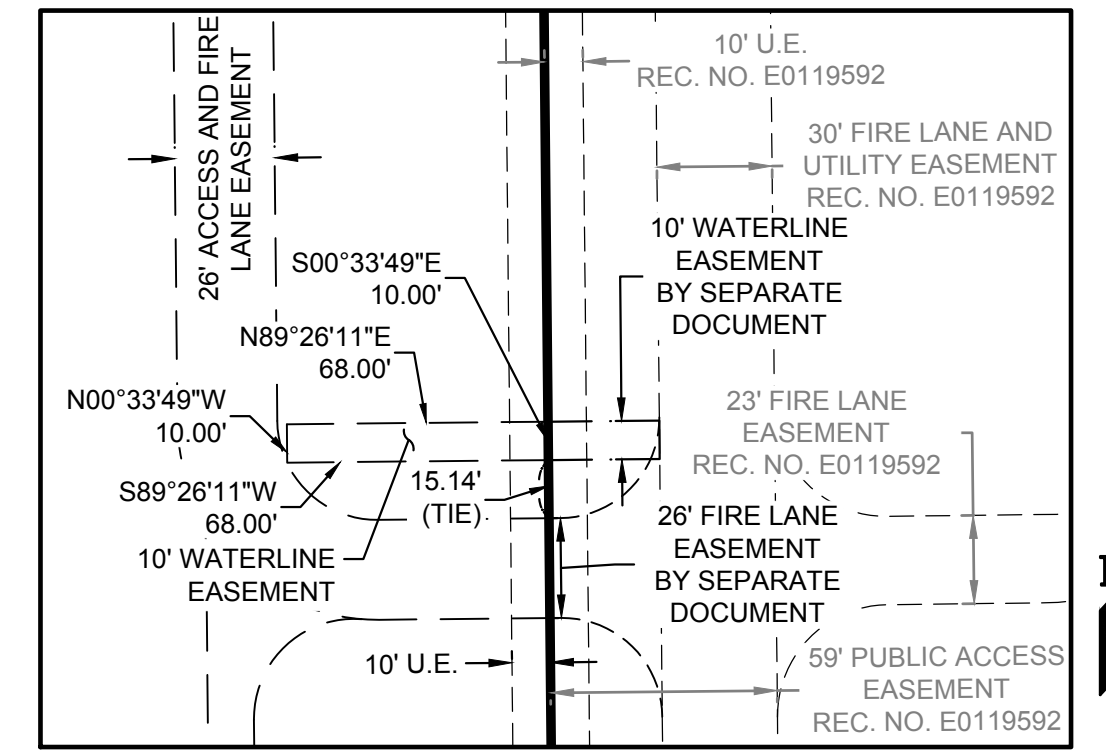 26' ACCESS AND FIRE
LANE EASEMENT
10' U.E.
REC. NO. E0119592
30' FIRE LANE AND
UTILITY EASEMENT
REC. NO. E0119592
10' WATERLINE
EASEMENT
BY SEPARATE
DOCUMENT
S00°33'49"E
10.00'
N89°26'11"E
68.00'
N00°33'49"W
10.00'
S89°26'11"W
68.00'
15.14'
(TIE)
10' WATERLINE
EASEMENT
23' FIRE LANE
EASEMENT
REC. NO. E0119592
26' FIRE LANE
EASEMENT
BY SEPARATE
DOCUMENT
10' U.E.
59' PUBLIC ACCESS
EASEMENT
REC. NO. E0119592